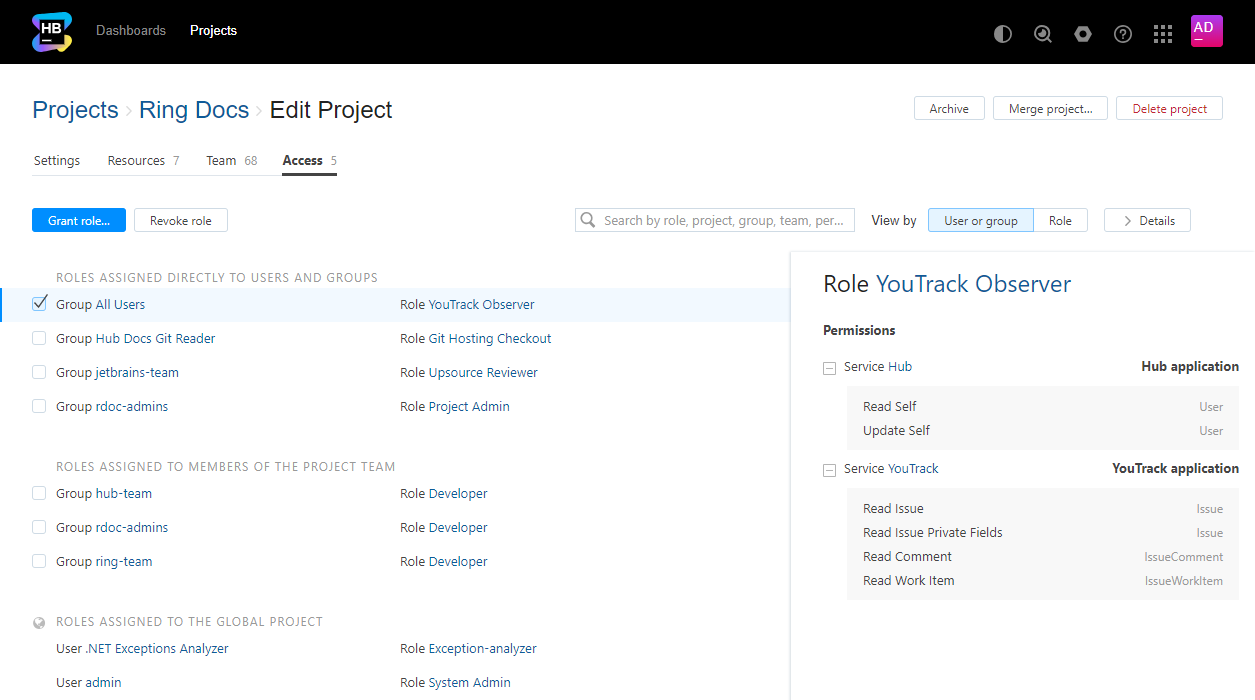 HB Dashboards Projects AD
Projects › Ring Docs › Edit Project Archive Merge project... Delete project
Settings Resources 7 Team 68 Access 5
Grant role... Revoke role Search by role, project, group, team, per... View by User or group Role > Details
ROLES ASSIGNED DIRECTLY TO USERS AND GROUPS
Group All Users Role YouTrack Observer
Group Hub Docs Git Reader Role Git Hosting Checkout
Group jetbrains-team Role Upsource Reviewer
Group rdoc-admins Role Project Admin
ROLES ASSIGNED TO MEMBERS OF THE PROJECT TEAM
Group hub-team Role Developer
Group rdoc-admins Role Developer
Group ring-team Role Developer
ROLES ASSIGNED TO THE GLOBAL PROJECT
User .NET Exceptions Analyzer Role Exception-analyzer
User admin Role System Admin
Role YouTrack Observer
Permissions
Service Hub Hub application
Read Self User
Update Self User
Service YouTrack YouTrack application
Read Issue Issue
Read Issue Private Fields Issue
Read Comment IssueComment
Read Work Item IssueWorkItem